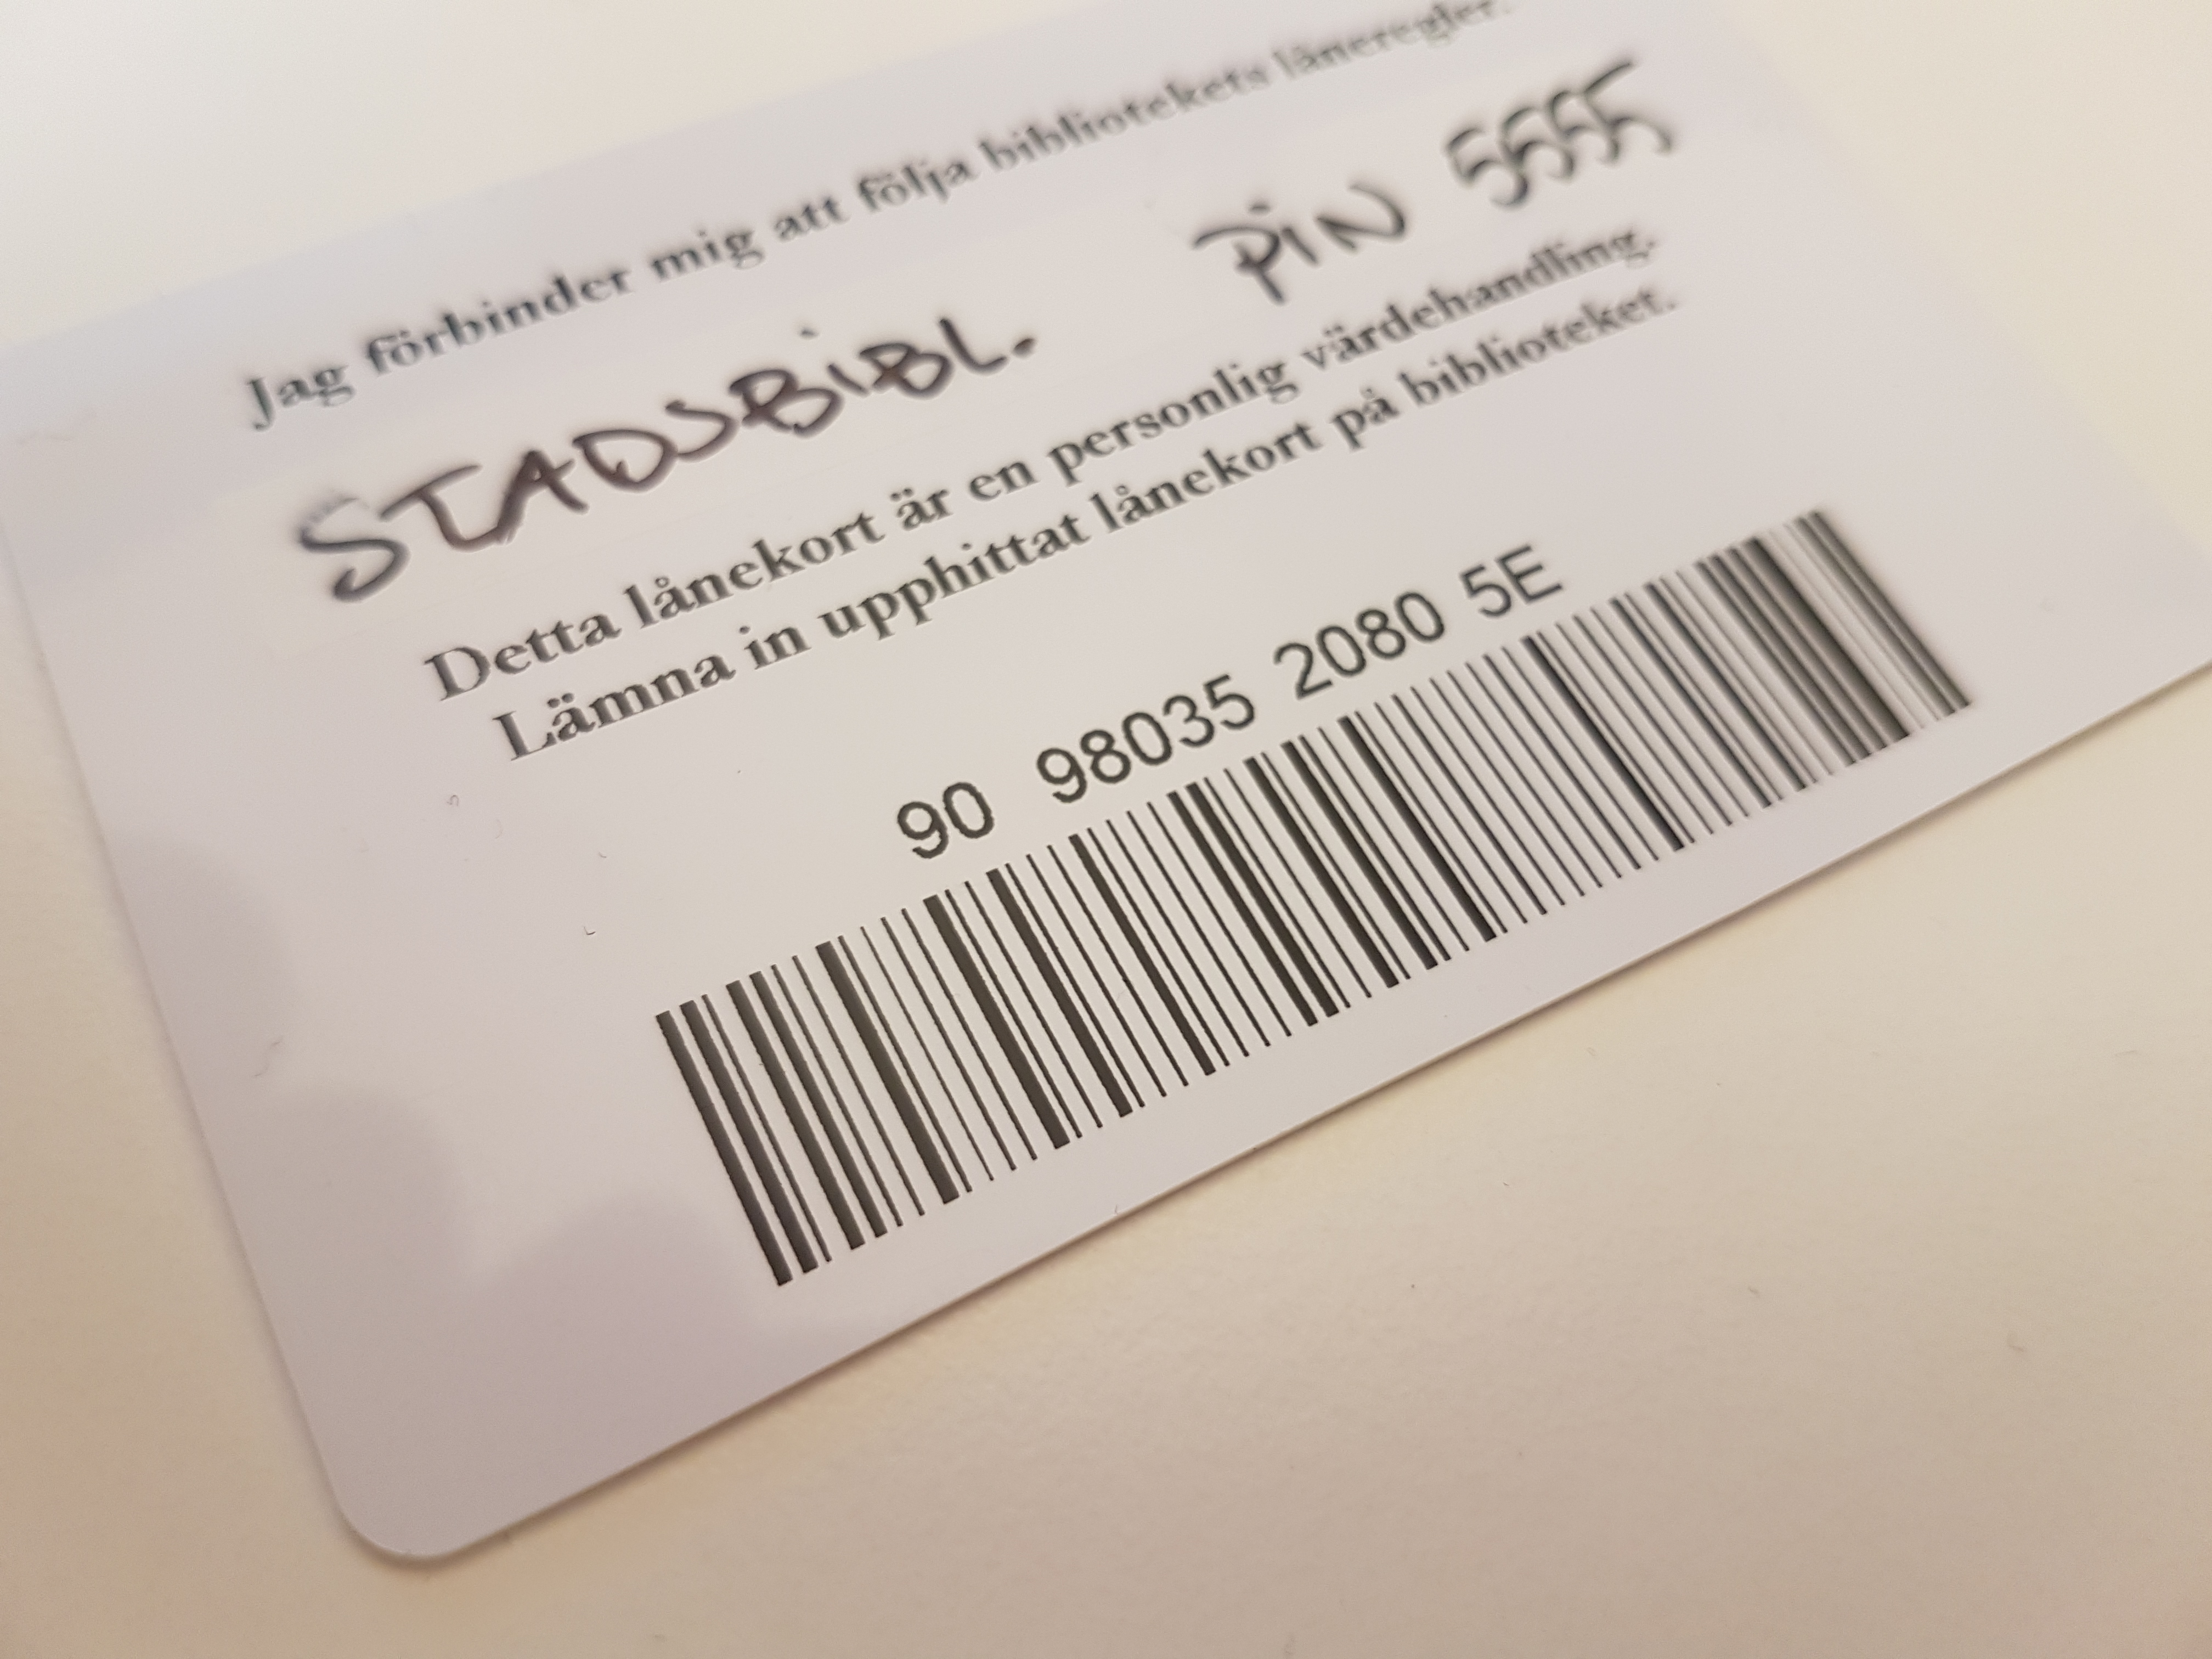 Jag förbinder mig att följa bibliotekets låneregler.
STADSBIBL. PIN 5555
Detta lånekort är en personlig värdehandling.
Lämna in upphittat lånekort på biblioteket.
90 98035 2080 5E